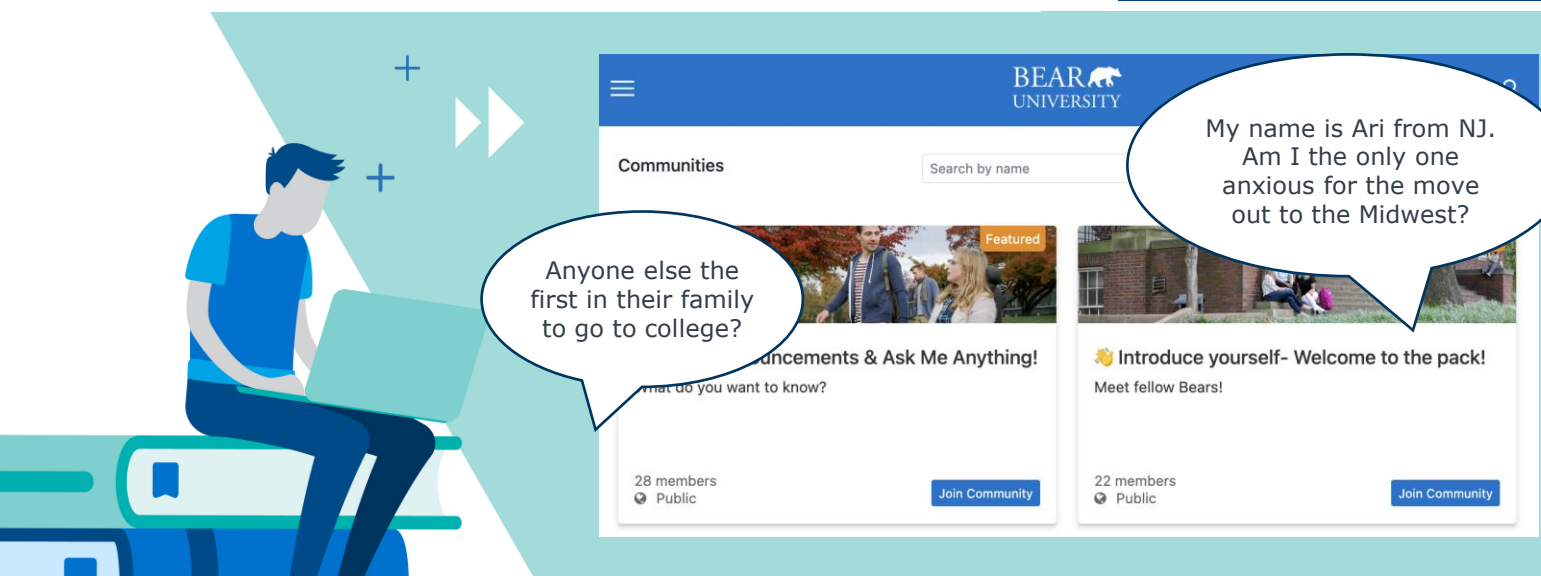 BEAR
UNIVERSITY
Communities
Search by name
My name is Ari from NJ.
Am I the only one
anxious for the move
out to the Midwest?
Featured
Anyone else the
first in their family
to go to college?
& Ask Me Anything!
do you want to know?
28 members
Public
Join Community
👋 Introduce yourself- Welcome to the pack!
Meet fellow Bears!
22 members
Public
Join Community